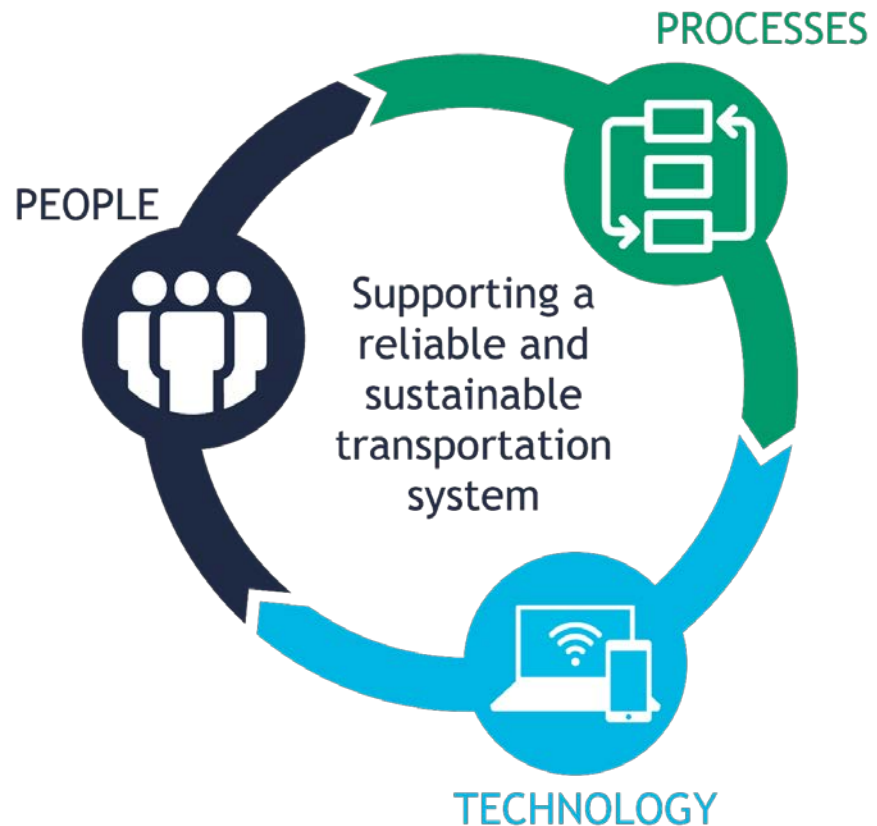 PROCESSES
PEOPLE
Supporting a
reliable and
sustainable
transportation
system
TECHNOLOGY